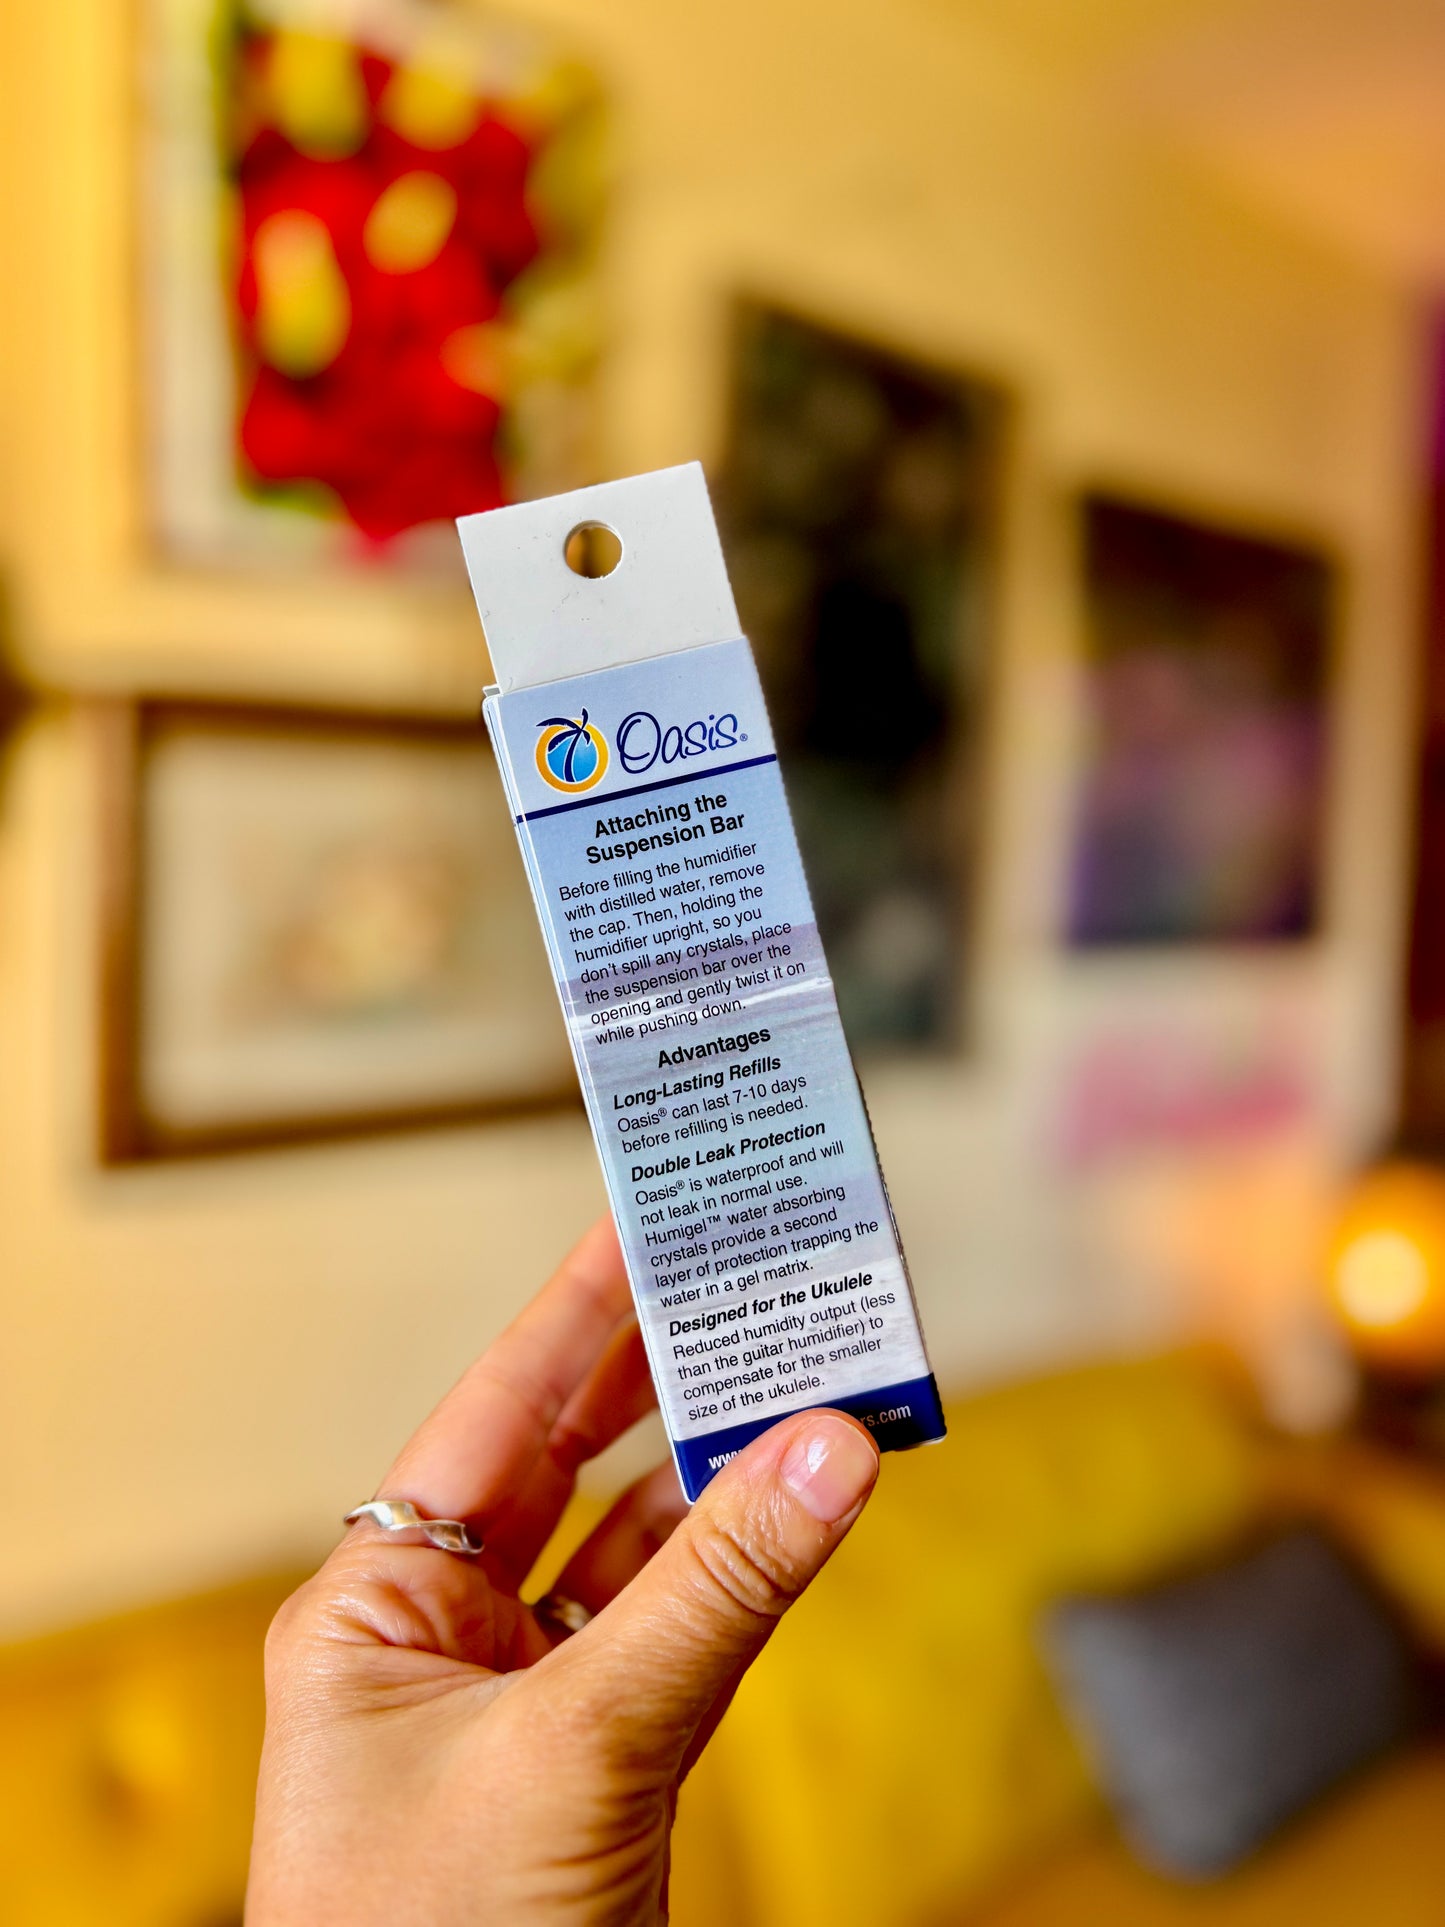 Oasis®
Attaching the
Suspension Bar
Before filling the humidifier
with distilled water, remove
the cap. Then, holding the
humidifier upright, so you
don't spill any crystals, place
the suspension bar over the
opening and gently twist it on
while pushing down.
Advantages
Long-Lasting Refills
Oasis® can last 7-10 days
before refilling is needed.
Double Leak Protection
Oasis® is waterproof and will
not leak in normal use.
Humigel™ water absorbing
crystals provide a second
layer of protection trapping the
water in a gel matrix.
Designed for the Ukulele
Reduced humidity output (less
than the guitar humidifier) to
compensate for the smaller
size of the ukulele.